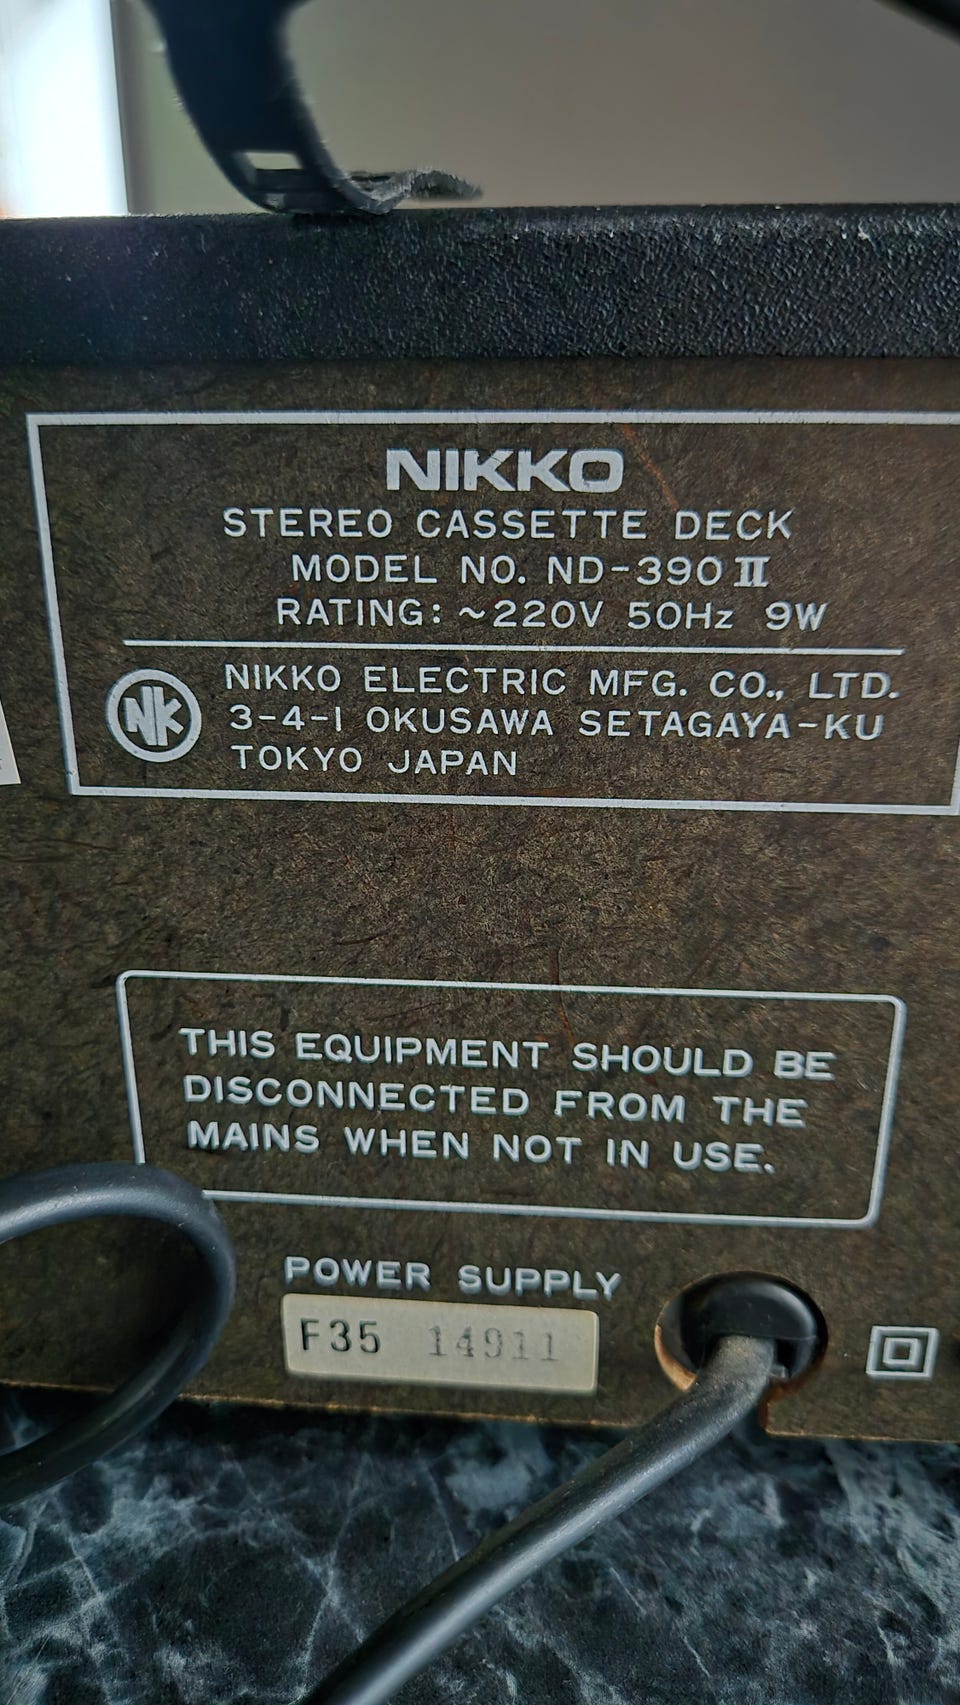 NIKKO
STEREO CASSETTE DECK
MODEL NO. ND-390 II
RATING: ~220V 50Hz 9W
NK
NIKKO ELECTRIC MFG. CO., LTD.
3-4-1 OKUSAWA SETAGAYA-KU
TOKYO JAPAN
THIS EQUIPMENT SHOULD BE
DISCONNECTED FROM THE
MAINS WHEN NOT IN USE.
POWER SUPPLY
F35 14911